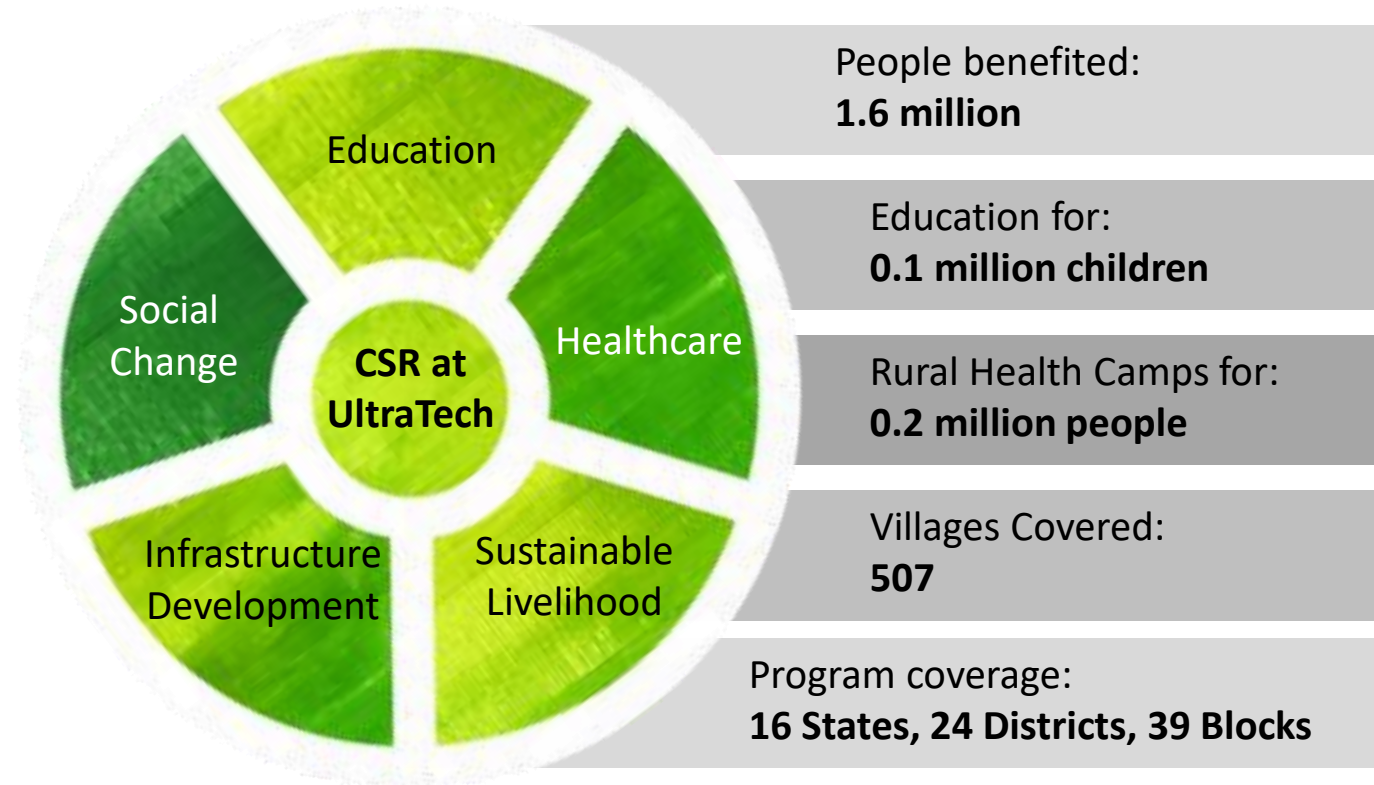 Education
Healthcare
Sustainable
Livelihood
Infrastructure
Development
Social
Change
CSR at
UltraTech
People benefited:
1.6 million
Education for:
0.1 million children
Rural Health Camps for:
0.2 million people
Villages Covered:
507
Program coverage:
16 States, 24 Districts, 39 Blocks